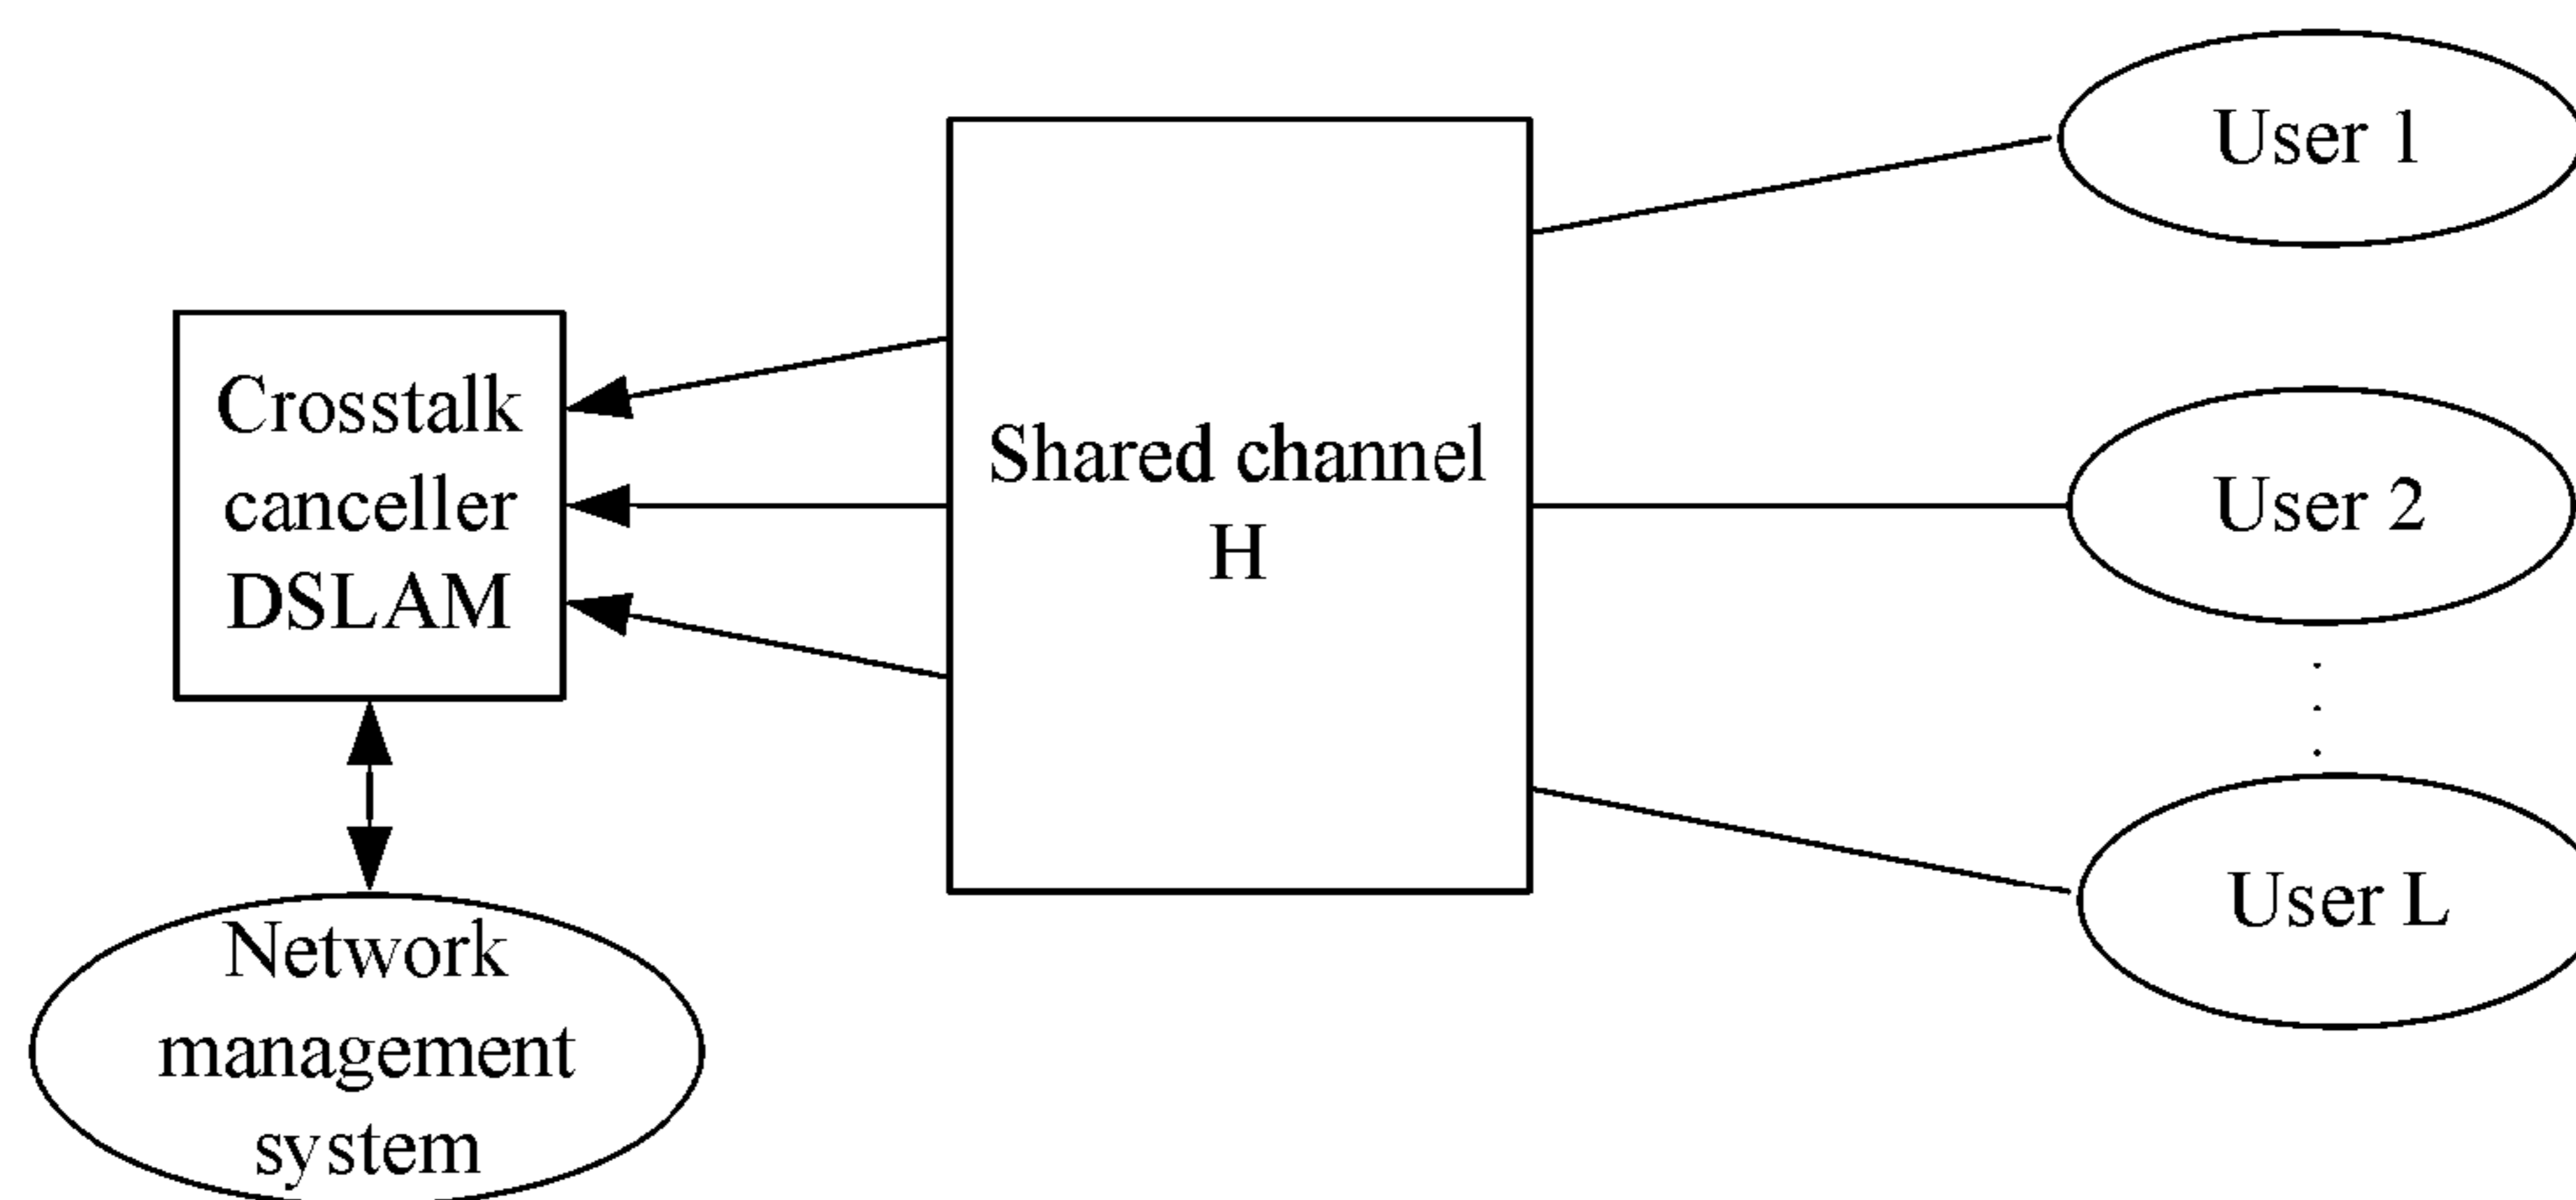 Crosstalk
canceller
DSLAM
Network
management
system
Shared channel
H
User 1
User 2
User L